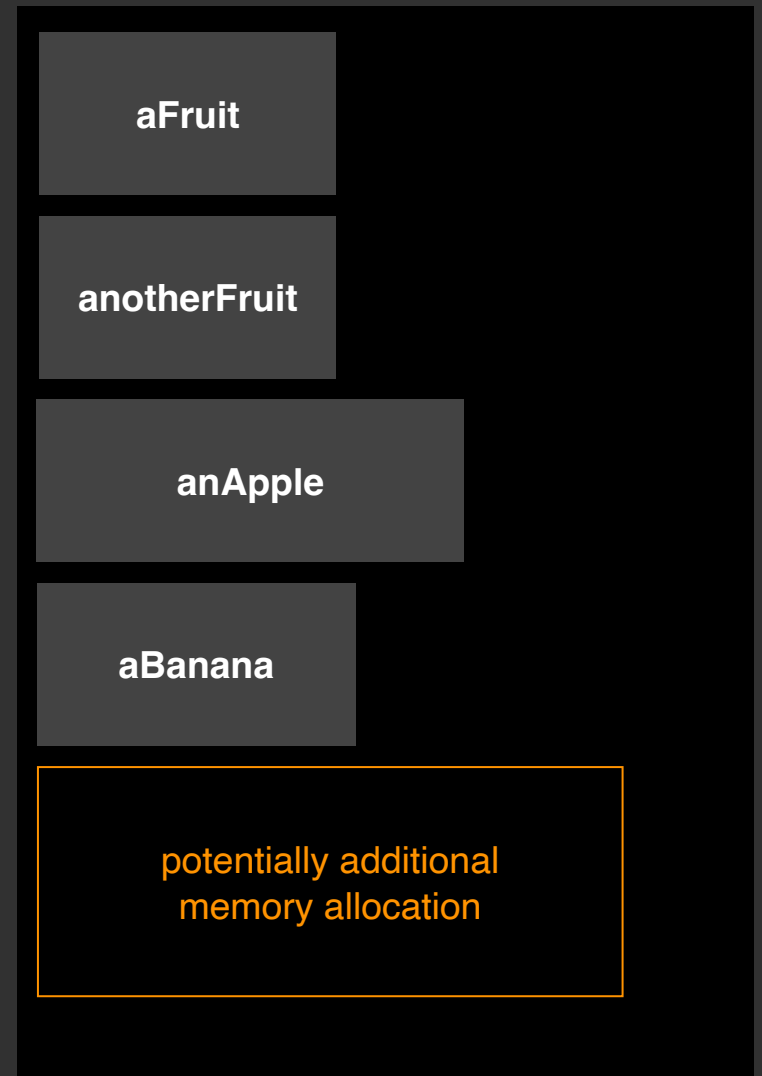 aFruit
anotherFruit
anApple
aBanana
potentially additional
memory allocation